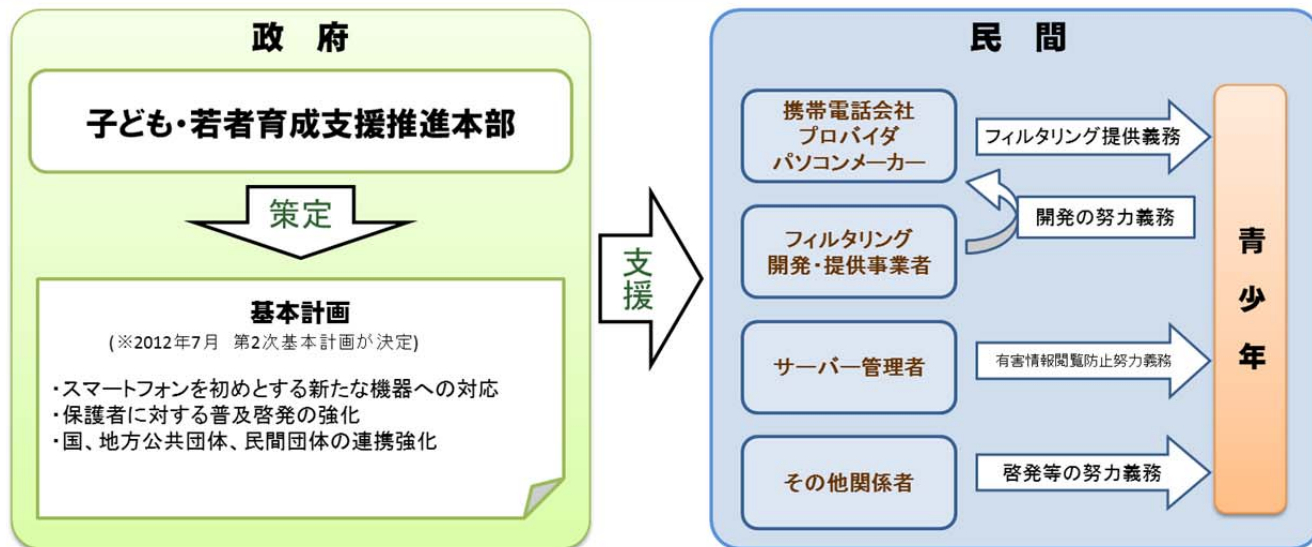 政　府
子ども・若者育成支援推進本部
策定
基本計画
(※2012年7月　第2次基本計画が決定)
・スマートフォンを初めとする新たな機器への対応
・保護者に対する普及啓発の強化
・国、地方公共団体、民間団体の連携強化
支援
民　間
携帯電話会社
プロバイダ
パソコンメーカー
フィルタリング提供義務
開発の努力義務
フィルタリング
開発・提供事業者
サーバー管理者
有害情報閲覧防止努力義務
その他関係者
啓発等の努力義務
青少年